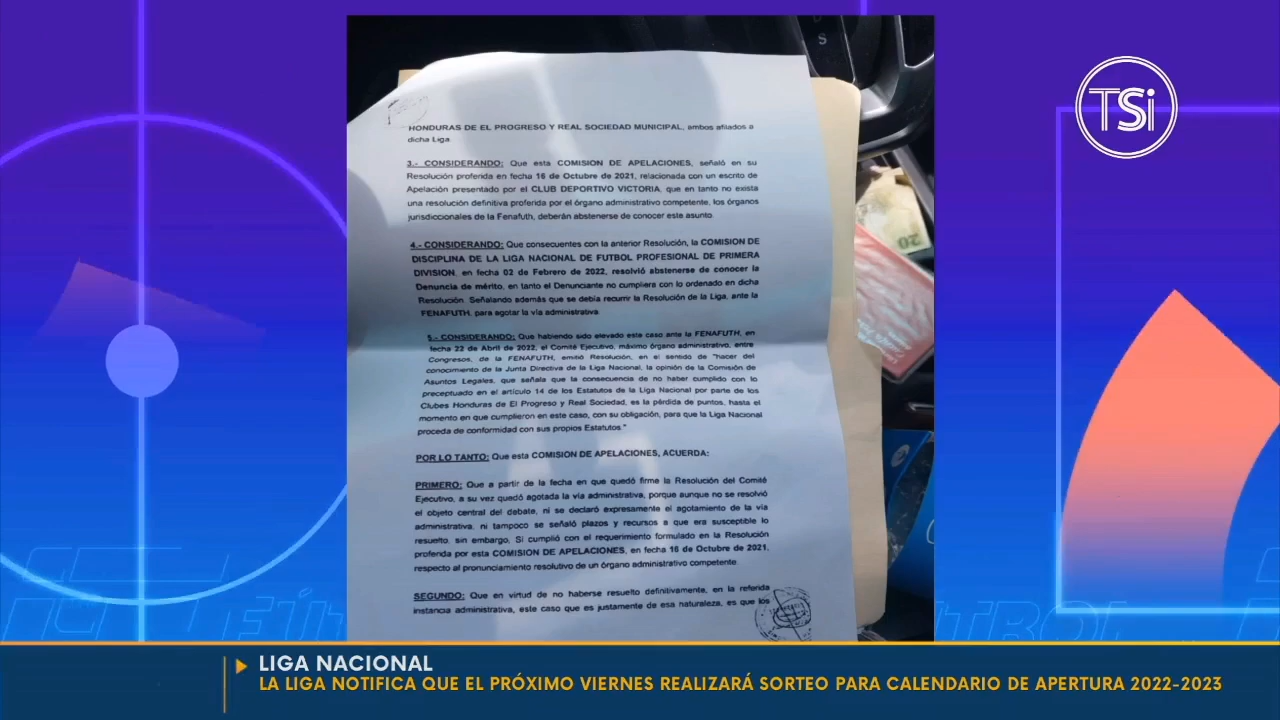 S
TSi
20
HONDURAS DE EL PROGRESO Y REAL SOCIEDAD MUNICIPAL, ambos afiliados a
dicha Liga.
3.- CONSIDERANDO: Que esta COMISION DE APELACIONES, señaló en su
Resolución proferida en fecha 16 de Octubre de 2021, relacionada con un escrito de
Apelación presentado por el CLUB DEPORTIVO VICTORIA, que en tanto no exista
una resolución definitiva proferida por el órgano administrativo competente, los órganos
jurisdiccionales de la Fenafuth, deberán abstenerse de conocer este asunto.
4.- CONSIDERANDO: Que consecuentes con la anterior Resolución, la COMISION DE
DISCIPLINA DE LA LIGA NACIONAL DE FUTBOL PROFESIONAL DE PRIMERA
DIVISION, en fecha 02 de Febrero de 2022, resolvió abstenerse de conocer la
Denuncia de mérito, en tanto el Denunciante no cumpliera con lo ordenado en dicha
Resolución. Señalando además que se debía recurrir la Resolución de la Liga, ante la
FENAFUTH, para agotar la vía administrativa.
5.- CONSIDERANDO: Que habiendo sido elevado este caso ante la FENAFUTH, en
fecha 22 de Abril de 2022, el Comité Ejecutivo, máximo órgano administrativo, entre
Congresos, de la FENAFUTH, emitió Resolución, en el sentido de "hacer del
conocimiento de la Junta Directiva de la Liga Nacional, la opinión de la Comisión de
Asuntos Legales, que señala que la consecuencia de no haber cumplido con lo
preceptuado en el artículo 14 de los Estatutos de la Liga Nacional por parte de los
Clubes Honduras de El Progreso y Real Sociedad, es la pérdida de puntos, hasta el
momento en que cumplieron en este caso, con su obligación, para que la Liga Nacional
proceda de conformidad con sus propios Estatutos."
POR LO TANTO: Que esta COMISION DE APELACIONES, ACUERDA:
PRIMERO: Que a partir de la fecha en que quedó firme la Resolución del Comité
Ejecutivo, a su vez quedó agotada la vía administrativa, porque aunque no se resolvió
el objeto central del debate, ni se declaró expresamente el agotamiento de la vía
administrativa, ni tampoco se señaló plazos y recursos a que era susceptible lo
resuelto, sin embargo, Si cumplió con el requerimiento formulado en la Resolución
proferida por esta COMISION DE APELACIONES, en fecha 16 de Octubre de 2021,
respecto al pronunciamiento resolutivo de un órgano administrativo competente.
SEGUNDO: Que en virtud de no haberse resuelto definitivamente, en la referida
instancia administrativa, este caso que es justamente de esa naturaleza, es que los
LIGA NACIONAL
LA LIGA NOTIFICA QUE EL PRÓXIMO VIERNES REALIZARÁ SORTEO PARA CALENDARIO DE APERTURA 2022-2023